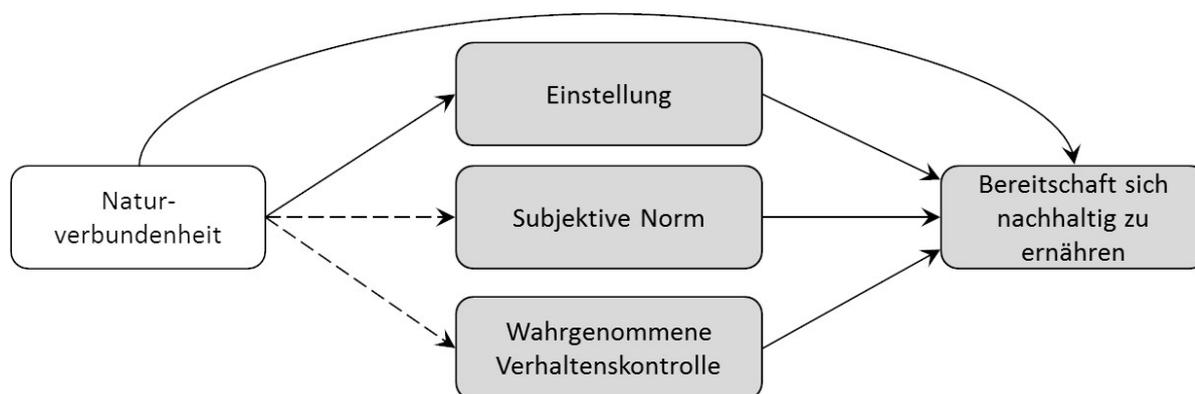 Einstellung
Natur-
verbundenheit
Subjektive Norm
Bereitschaft sich
nachhaltig zu
ernähren
Wahrgenommene
Verhaltenskontrolle